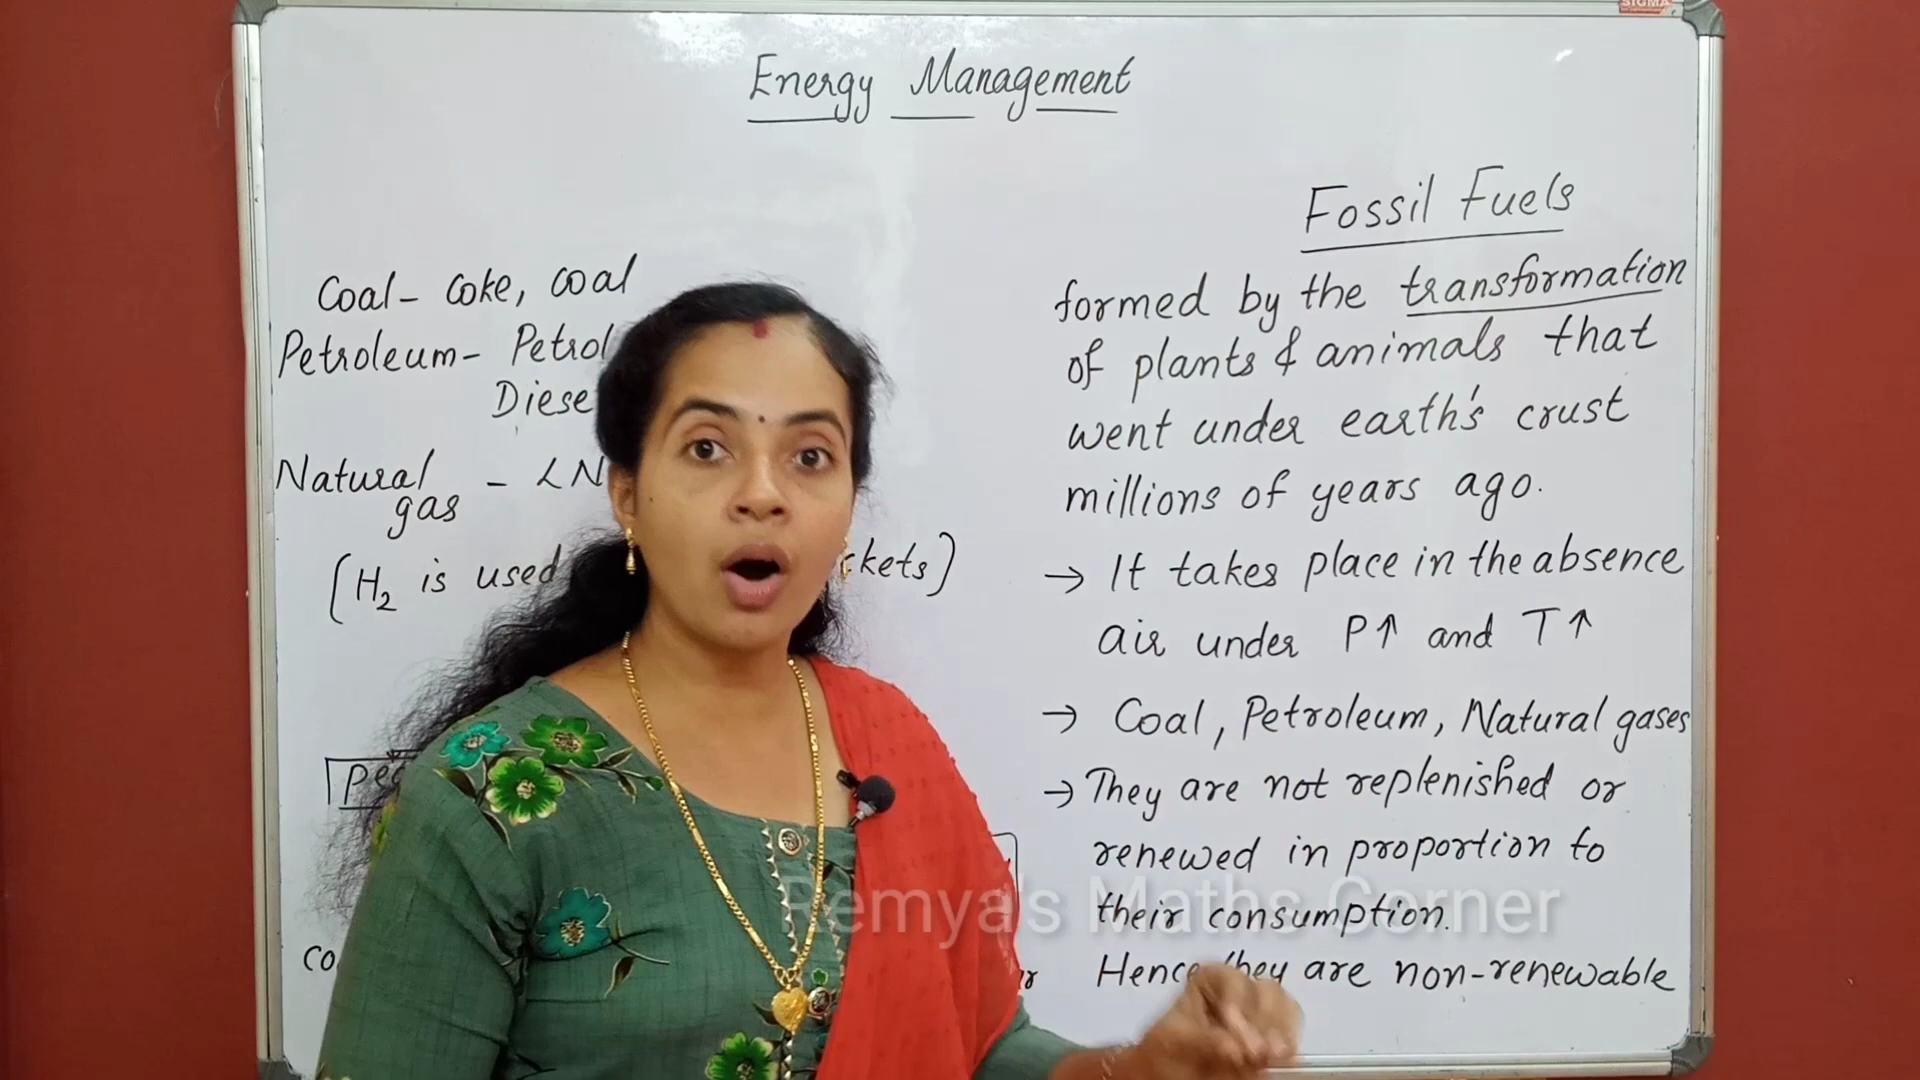 SIGMA
Energy Management
Coal - Coke, coal
Petroleum - Petrol
Diese
Natural - LN
gas
(H₂ is used
ckets)
Fossil Fuels
formed by the transformation
of plants & animals that
went under earth's crust
millions of years ago.
→ It takes place in the absence
air under P↑ and T↑
→ Coal, Petroleum, Natural gases
→ They are not replenished or
renewed in proportion to
their consumption.
Hence they are non-renewable
Remya's Maths Corner